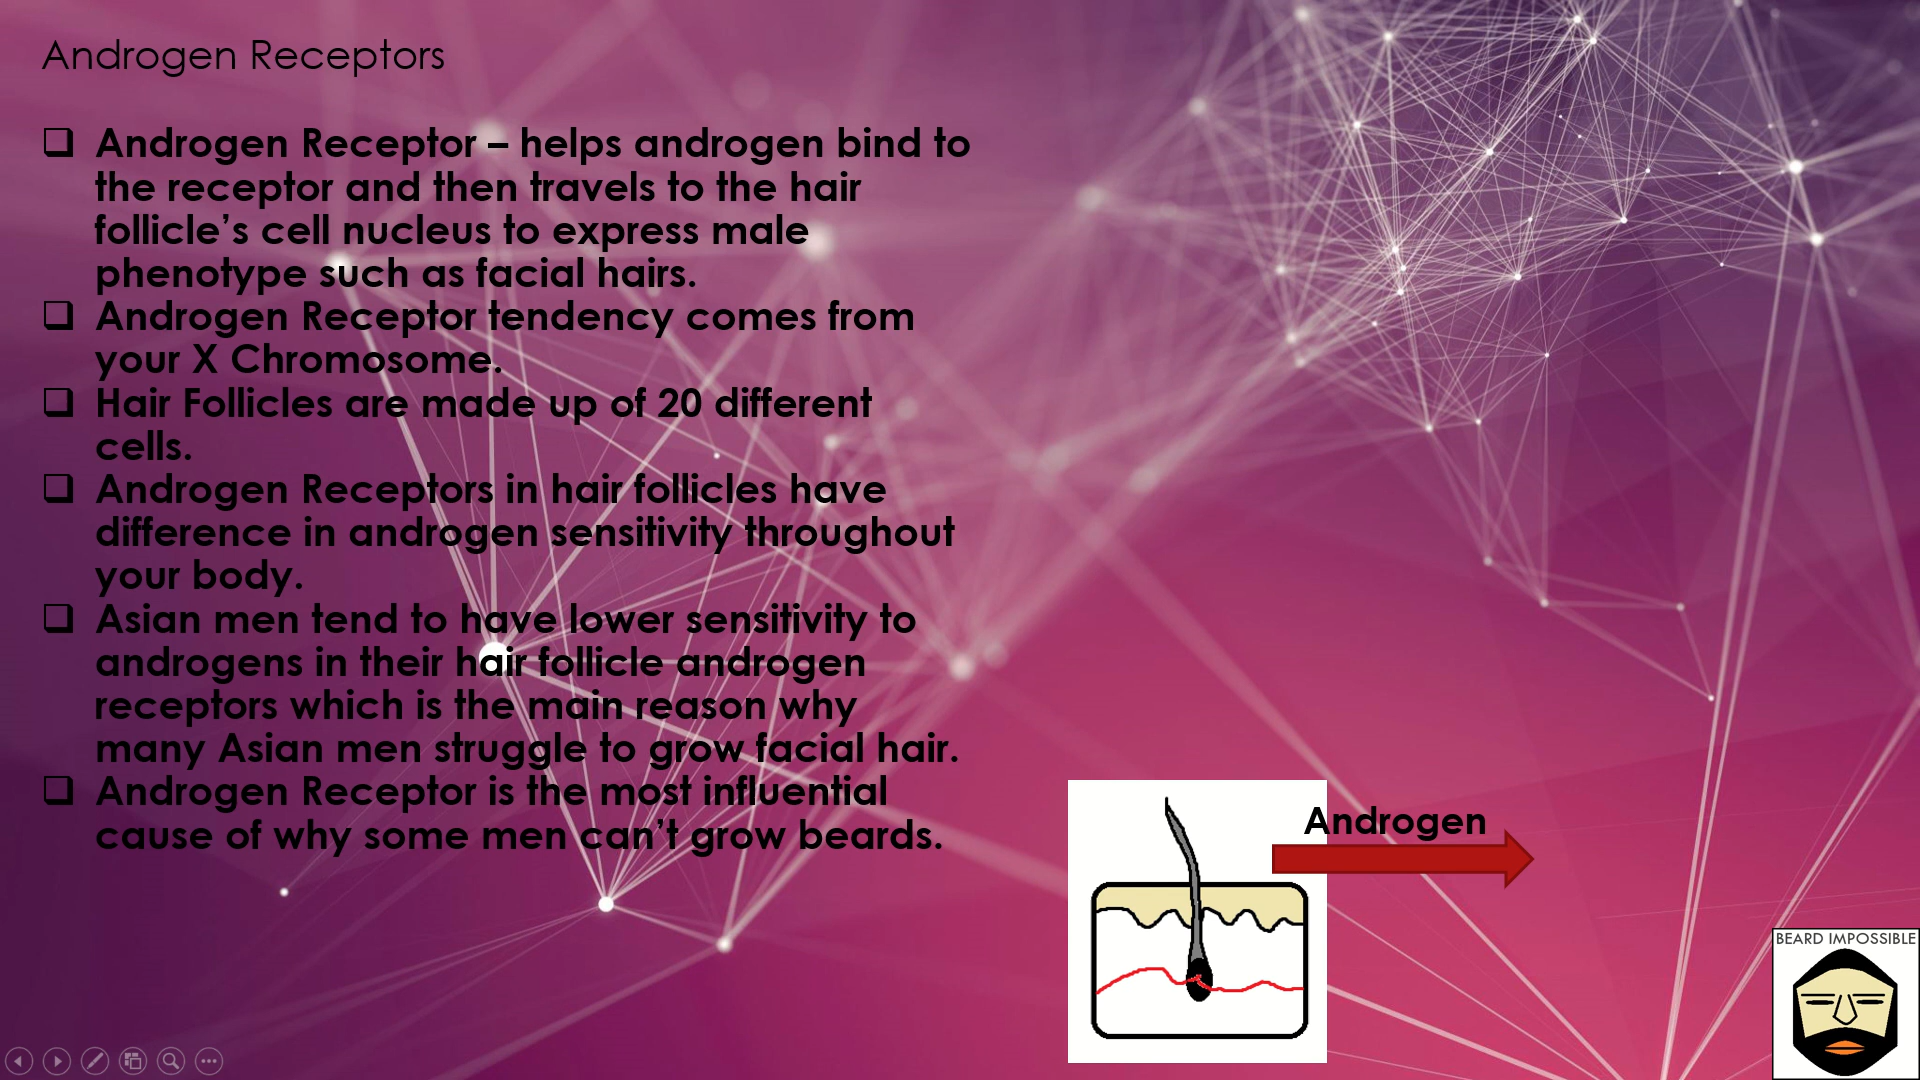 Androgen Receptors
❑ Androgen Receptor – helps androgen bind to
the receptor and then travels to the hair
follicle’s cell nucleus to express male
phenotype such as facial hairs.
❑ Androgen Receptor tendency comes from
your X Chromosome.
❑ Hair Follicles are made up of 20 different
cells.
❑ Androgen Receptors in hair follicles have
difference in androgen sensitivity throughout
your body.
❑ Asian men tend to have lower sensitivity to
androgens in their hair follicle androgen
receptors which is the main reason why
many Asian men struggle to grow facial hair.
❑ Androgen Receptor is the most influential
cause of why some men can’t grow beards.
Androgen
BEARD IMPOSSIBLE